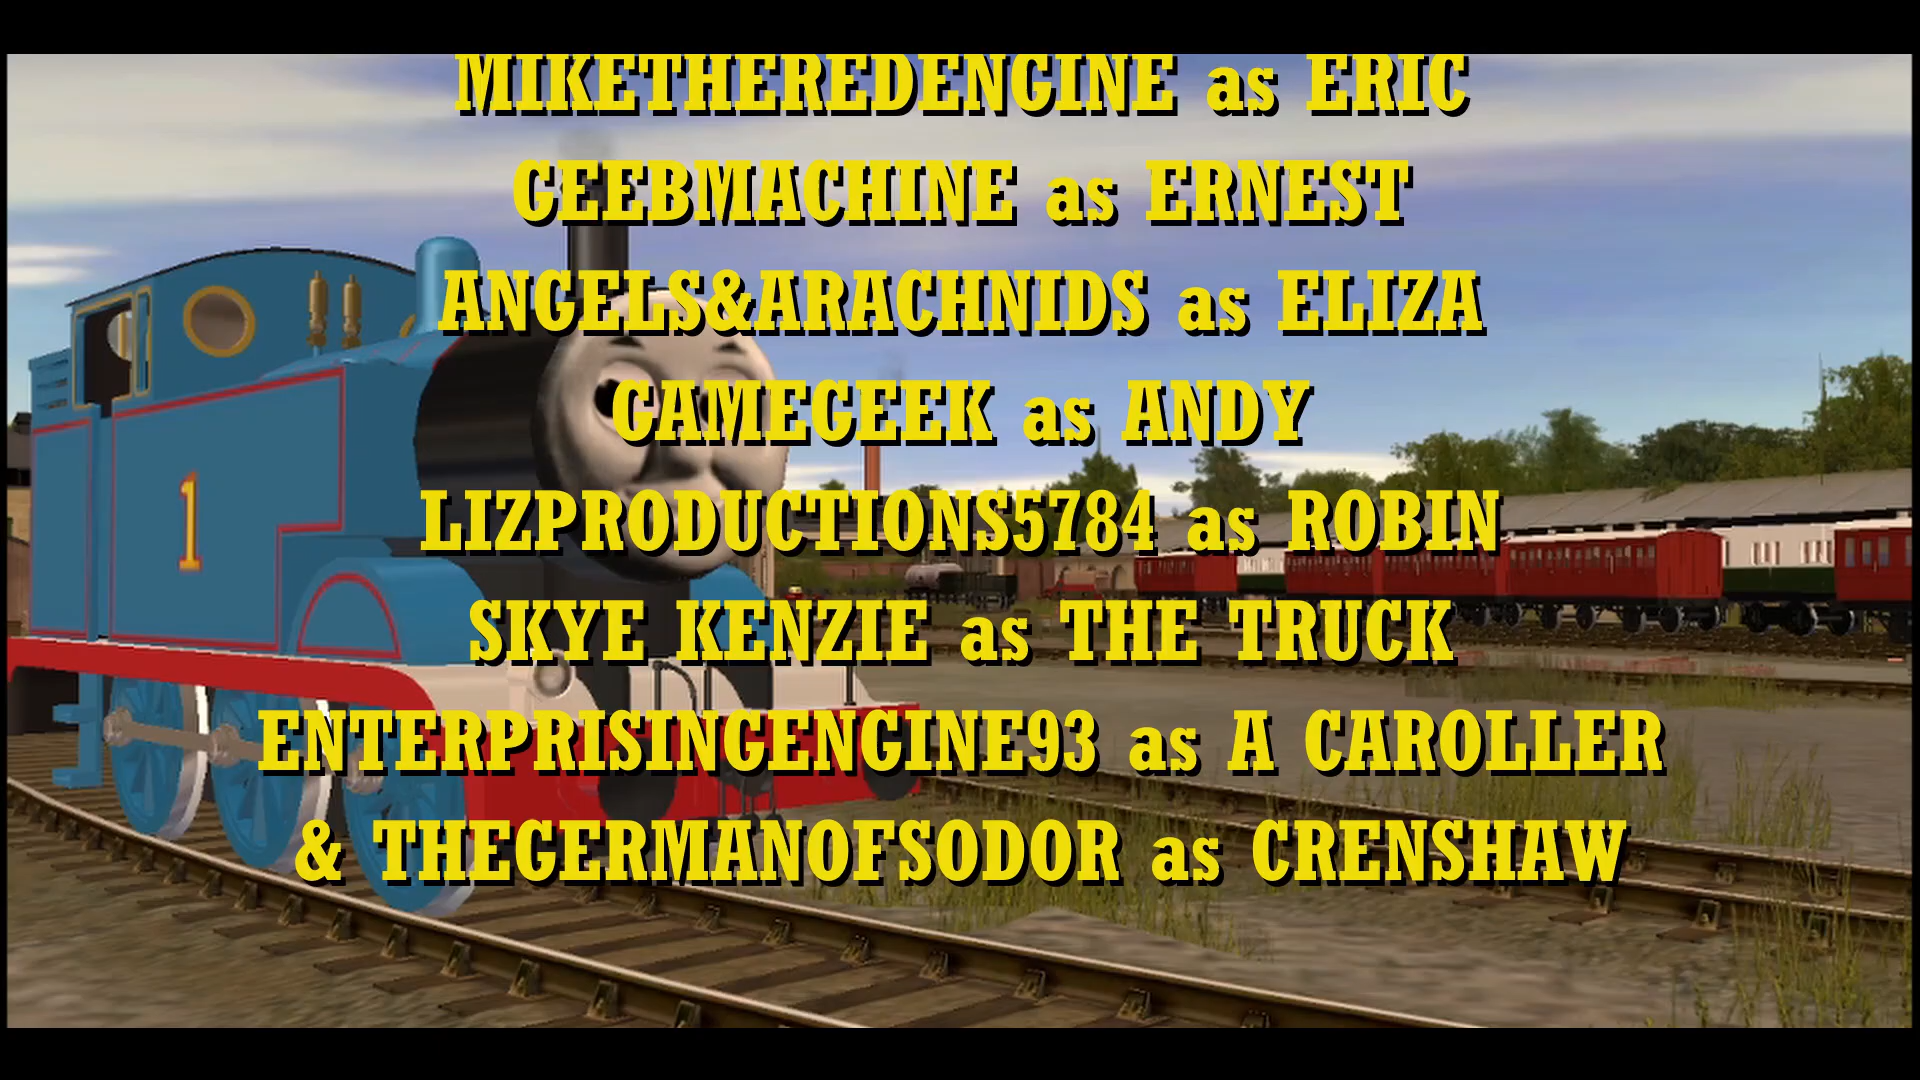 MIKETHEREDENGINE as ERIC
GEEBMACHINE as ERNEST
ANGELS&ARACHNIDS as ELIZA
GAMEGEEK as ANDY
LIZPRODUCTIONS5784 as ROBIN
SKYE KENZIE as THE TRUCK
ENTERPRISINGENGINE93 as A CAROLLER
& THEGERMANOFSODOR as CRENSHAW
1